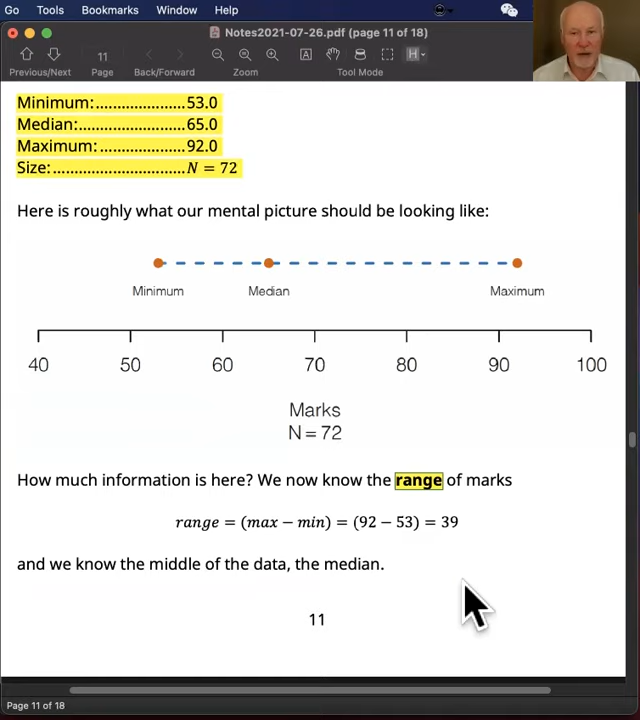 Go Tools Bookmarks Window Help
Notes2021-07-26.pdf (page 11 of 18)
11
Previous/Next Page Back/Forward Zoom Tool Mode
Minimum:.....................53.0
Median:.........................65.0
Maximum:....................92.0
Size:...............................N = 72
Here is roughly what our mental picture should be looking like:
Minimum Median Maximum
40 50 60 70 80 90 100
Marks
N = 72
How much information is here? We now know the range of marks
range = (max − min) = (92 − 53) = 39
and we know the middle of the data, the median.
11
Page 11 of 18